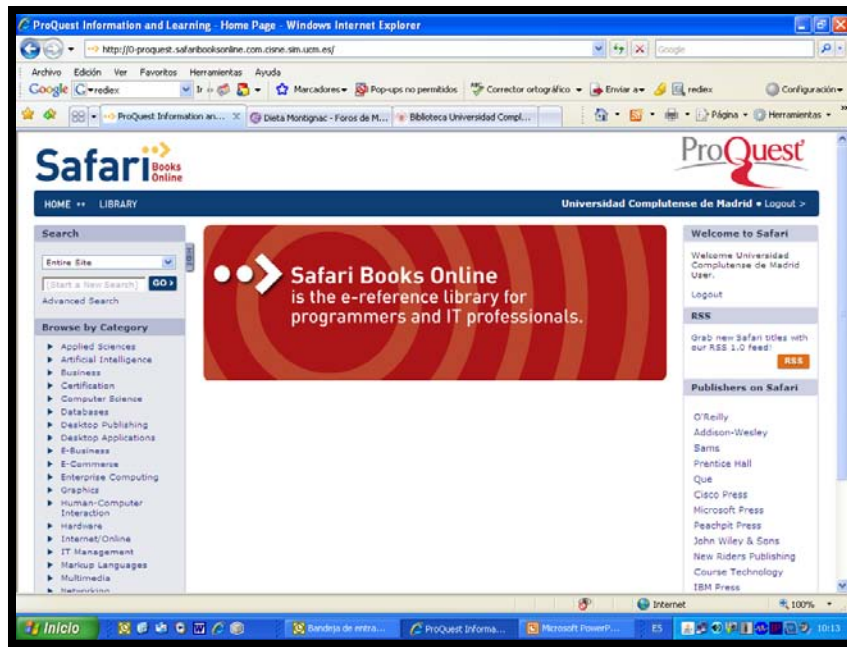 ProQuest Information and Learning - Home Page - Windows Internet Explorer
http://0-proquest.safaribooksonline.com.cisne.sim.ucm.es/
Google
Archivo Edición Ver Favoritos Herramientas Ayuda
Google redex Ir Marcadores Pop-ups no permitidos Corrector ortográfico Enviar a redex Configuración
ProQuest Information an... Dieta Montignac - Foros de M... Biblioteca Universidad Compl... Página Herramientas
Safari Books Online
ProQuest
HOME LIBRARY
Universidad Complutense de Madrid • Logout >
Search
Entire Site
[Start a New Search] GO
Advanced Search
Browse by Category
Applied Sciences
Artificial Intelligence
Business
Certification
Computer Science
Databases
Desktop Publishing
Desktop Applications
E-Business
E-Commerce
Enterprise Computing
Graphics
Human-Computer
Interaction
Hardware
Internet/Online
IT Management
Markup Languages
Multimedia
Networking
Safari Books Online
is the e-reference library for
programmers and IT professionals.
Welcome to Safari
Welcome Universidad
Complutense de Madrid
User.
Logout
RSS
Grab new Safari titles with
our RSS 1.0 feed!
RSS
Publishers on Safari
O'Reilly
Addison-Wesley
Sams
Prentice Hall
Que
Cisco Press
Microsoft Press
Peachpit Press
John Wiley & Sons
New Riders Publishing
Course Technology
IBM Press
Internet 100%
Inicio Bandeja de entra... ProQuest Informa... Microsoft PowerP... ES 10:13